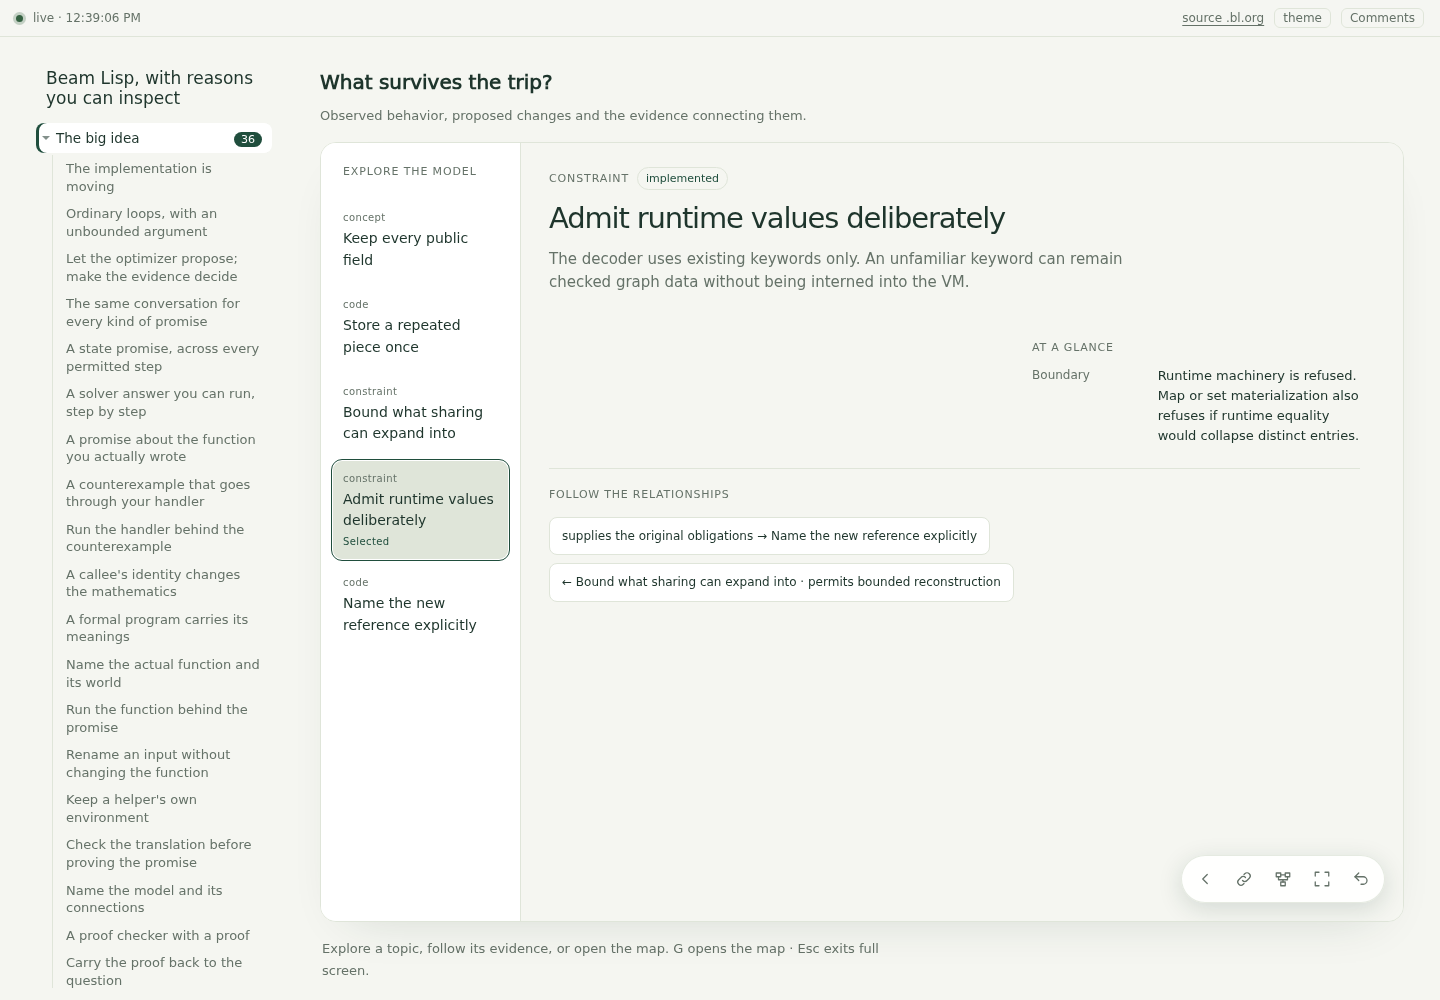 live · 12:39:06 PM
source .bl.org
theme
Comments
Beam Lisp, with reasons
you can inspect
The big idea
36
The implementation is
moving
Ordinary loops, with an
unbounded argument
Let the optimizer propose;
make the evidence decide
The same conversation for
every kind of promise
A state promise, across every
permitted step
A solver answer you can run,
step by step
A promise about the function
you actually wrote
A counterexample that goes
through your handler
Run the handler behind the
counterexample
A callee's identity changes
the mathematics
A formal program carries its
meanings
Name the actual function and
its world
Run the function behind the
promise
Rename an input without
changing the function
Keep a helper's own
environment
Check the translation before
proving the promise
Name the model and its
connections
A proof checker with a proof
Carry the proof back to the
question
What survives the trip?
Observed behavior, proposed changes and the evidence connecting them.
EXPLORE THE MODEL
concept
Keep every public
field
code
Store a repeated
piece once
constraint
Bound what sharing
can expand into
constraint
Admit runtime values
deliberately
Selected
code
Name the new
reference explicitly
CONSTRAINT
implemented
Admit runtime values deliberately
The decoder uses existing keywords only. An unfamiliar keyword can remain
checked graph data without being interned into the VM.
AT A GLANCE
Boundary
Runtime machinery is refused.
Map or set materialization also
refuses if runtime equality
would collapse distinct entries.
FOLLOW THE RELATIONSHIPS
supplies the original obligations → Name the new reference explicitly
← Bound what sharing can expand into · permits bounded reconstruction
Explore a topic, follow its evidence, or open the map. G opens the map · Esc exits full
screen.